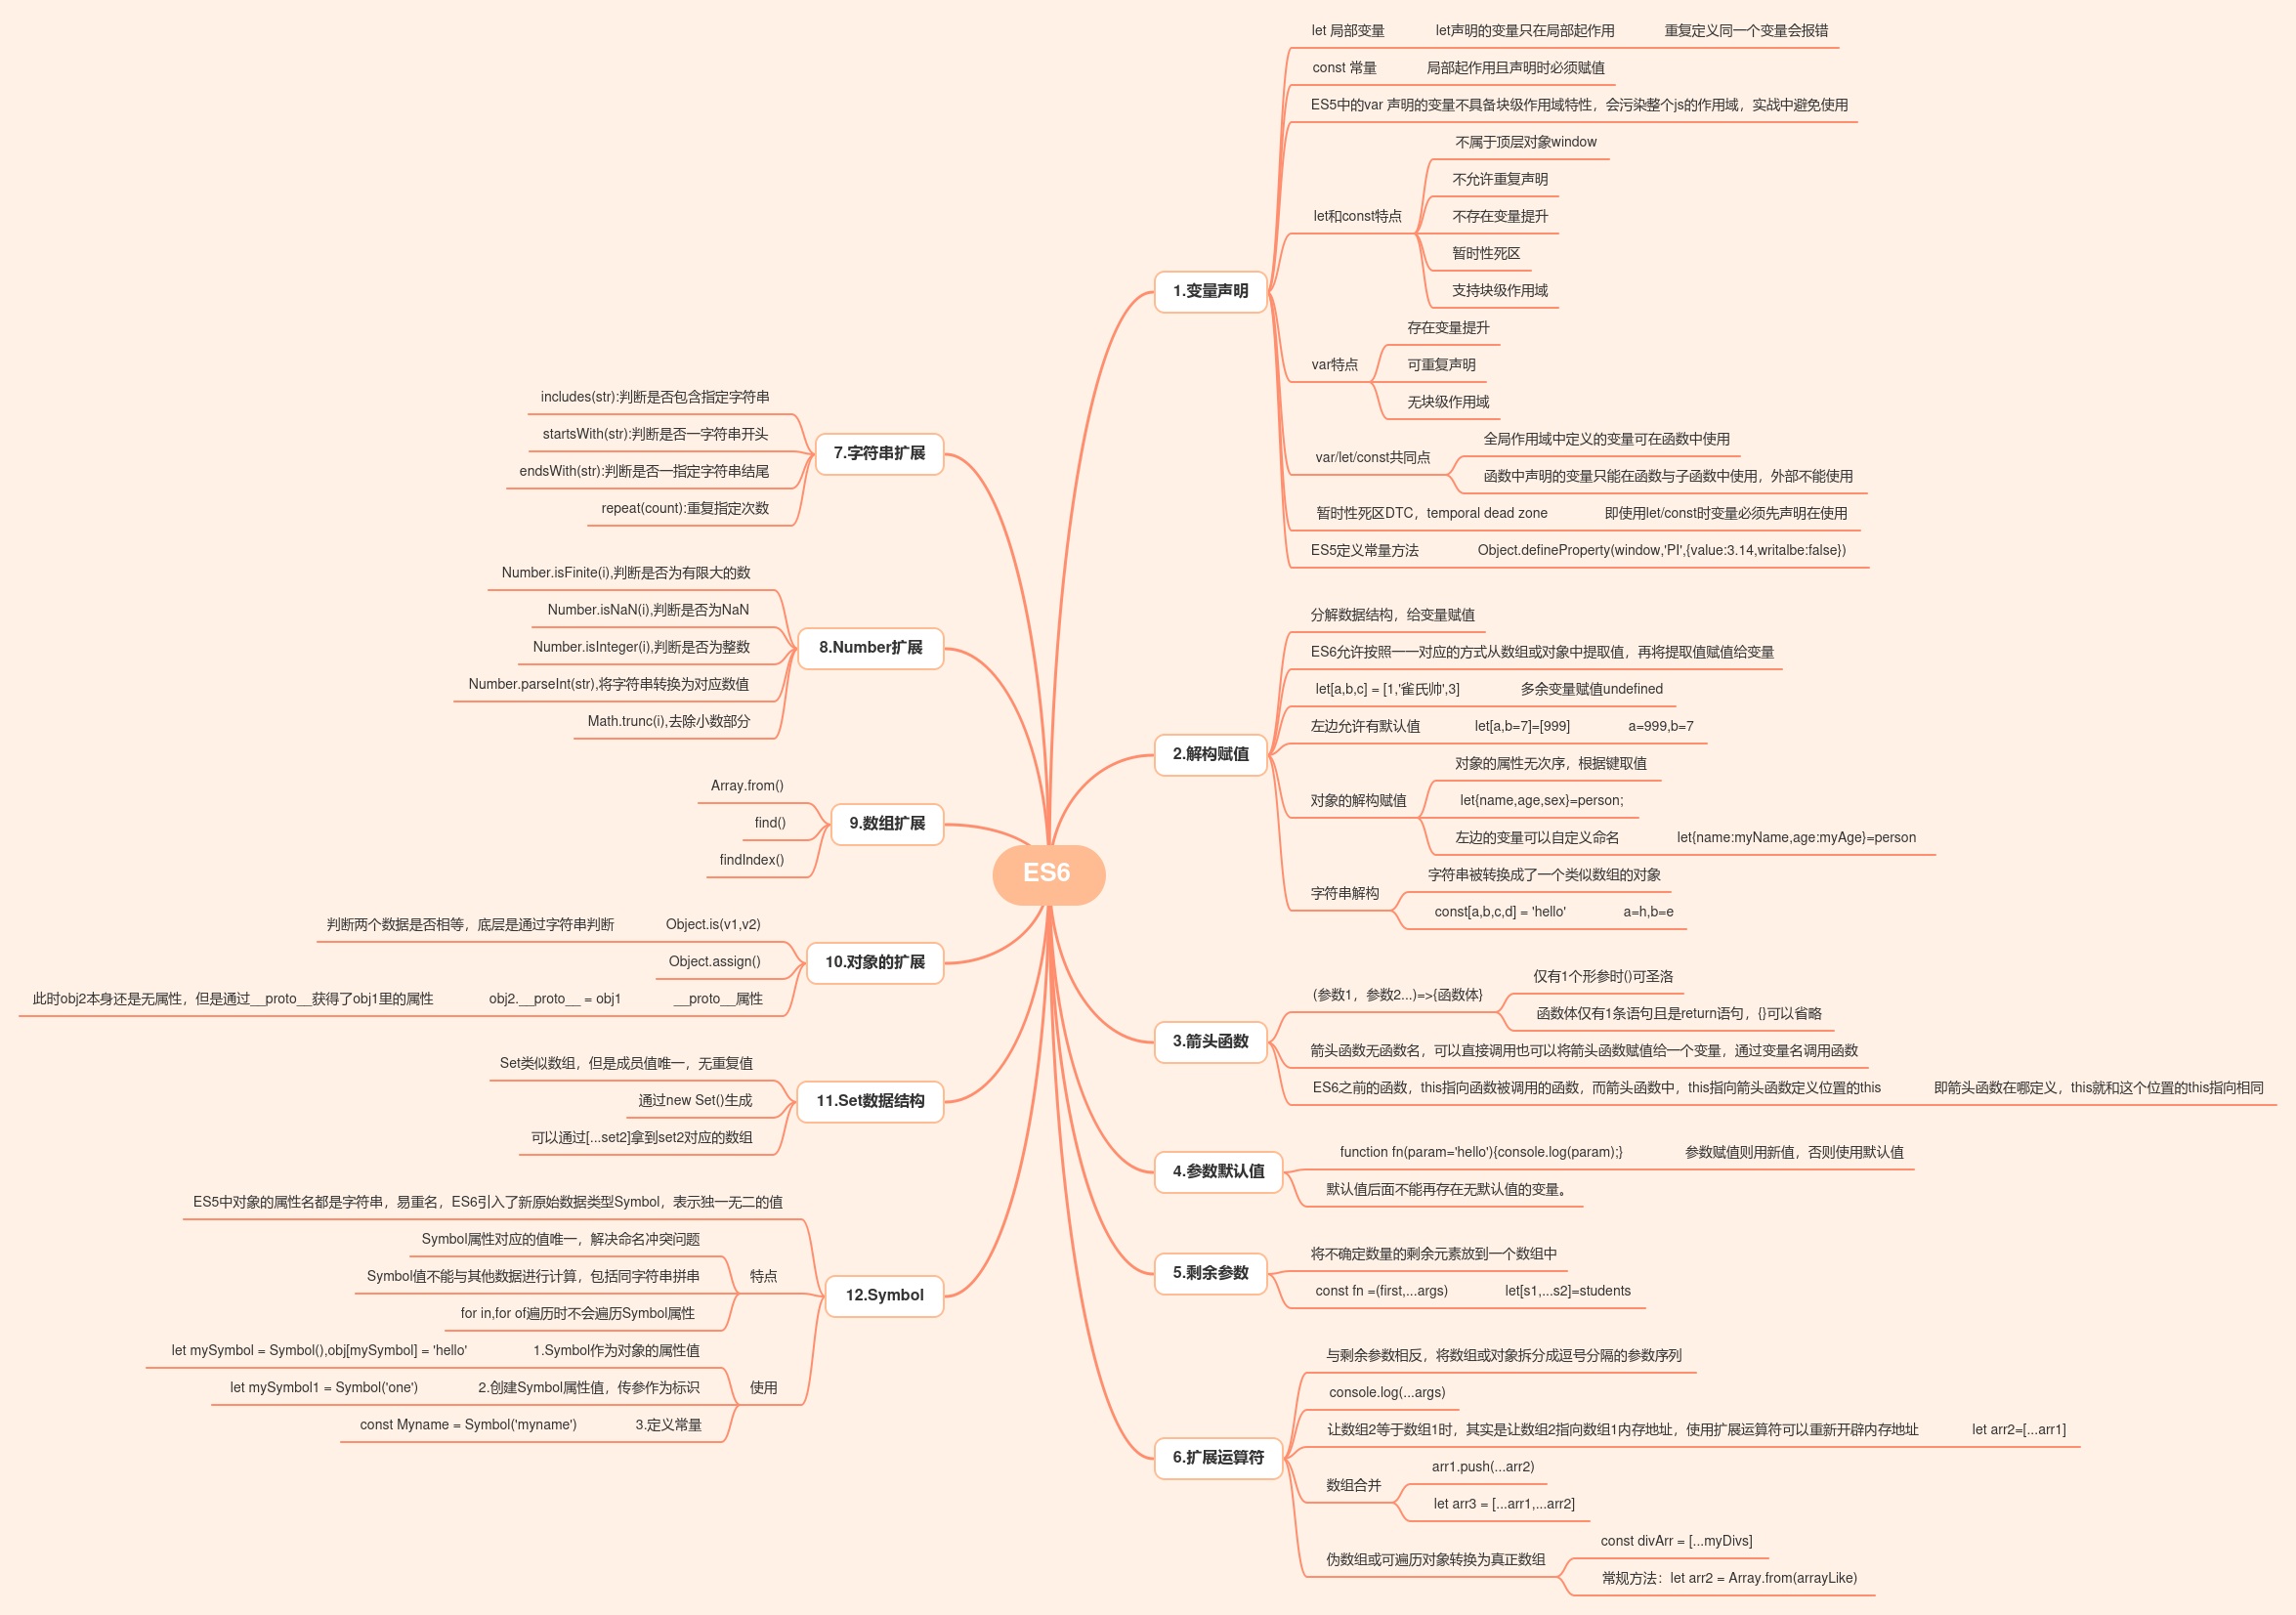 ES6
1.变量声明
let 局部变量 let声明的变量只在局部起作用 重复定义同一个变量会报错
const 常量 局部起作用且声明时必须赋值
ES5中的var 声明的变量不具备块级作用域特性，会污染整个js的作用域，实战中避免使用
let和const特点
不属于顶层对象window
不允许重复声明
不存在变量提升
暂时性死区
支持块级作用域
var特点
存在变量提升
可重复声明
无块级作用域
var/let/const共同点
全局作用域中定义的变量可在函数中使用
函数中声明的变量只能在函数与子函数中使用，外部不能使用
暂时性死区DTC，temporal dead zone 即使用let/const时变量必须先声明在使用
ES5定义常量方法 Object.defineProperty(window,'PI',{value:3.14,writalbe:false})
2.解构赋值
分解数据结构，给变量赋值
ES6允许按照一一对应的方式从数组或对象中提取值，再将提取值赋值给变量
let[a,b,c] = [1,'雀氏帅',3] 多余变量赋值undefined
左边允许有默认值 let[a,b=7]=[999] a=999,b=7
对象的解构赋值
对象的属性无次序，根据键取值
let{name,age,sex}=person;
左边的变量可以自定义命名 let{name:myName,age:myAge}=person
字符串解构
字符串被转换成了一个类似数组的对象
const[a,b,c,d] = 'hello' a=h,b=e
3.箭头函数
(参数1，参数2...)=>{函数体}
仅有1个形参时()可圣洛
函数体仅有1条语句且是return语句，{}可以省略
箭头函数无函数名，可以直接调用也可以将箭头函数赋值给一个变量，通过变量名调用函数
ES6之前的函数，this指向函数被调用的函数，而箭头函数中，this指向箭头函数定义位置的this 即箭头函数在哪定义，this就和这个位置的this指向相同
4.参数默认值
function fn(param='hello'){console.log(param);} 参数赋值则用新值，否则使用默认值
默认值后面不能再存在无默认值的变量。
5.剩余参数
将不确定数量的剩余元素放到一个数组中
const fn =(first,...args) let[s1,...s2]=students
6.扩展运算符
与剩余参数相反，将数组或对象拆分成逗号分隔的参数序列
console.log(...args)
让数组2等于数组1时，其实是让数组2指向数组1内存地址，使用扩展运算符可以重新开辟内存地址 let arr2=[...arr1]
数组合并
arr1.push(...arr2)
let arr3 = [...arr1,...arr2]
伪数组或可遍历对象转换为真正数组
const divArr = [...myDivs]
常规方法：let arr2 = Array.from(arrayLike)
7.字符串扩展
includes(str):判断是否包含指定字符串
startsWith(str):判断是否一字符串开头
endsWith(str):判断是否一指定字符串结尾
repeat(count):重复指定次数
8.Number扩展
Number.isFinite(i),判断是否为有限大的数
Number.isNaN(i),判断是否为NaN
Number.isInteger(i),判断是否为整数
Number.parseInt(str),将字符串转换为对应数值
Math.trunc(i),去除小数部分
9.数组扩展
Array.from()
find()
findIndex()
10.对象的扩展
判断两个数据是否相等，底层是通过字符串判断 Object.is(v1,v2)
Object.assign()
此时obj2本身还是无属性，但是通过__proto__获得了obj1里的属性 obj2.__proto__ = obj1 __proto__属性
11.Set数据结构
Set类似数组，但是成员值唯一，无重复值
通过new Set()生成
可以通过[...set2]拿到set2对应的数组
12.Symbol
ES5中对象的属性名都是字符串，易重名，ES6引入了新原始数据类型Symbol，表示独一无二的值
特点
Symbol属性对应的值唯一，解决命名冲突问题
Symbol值不能与其他数据进行计算，包括同字符串拼串
for in,for of遍历时不会遍历Symbol属性
使用
let mySymbol = Symbol(),obj[mySymbol] = 'hello' 1.Symbol作为对象的属性值
let mySymbol1 = Symbol('one') 2.创建Symbol属性值，传参作为标识
const Myname = Symbol('myname') 3.定义常量